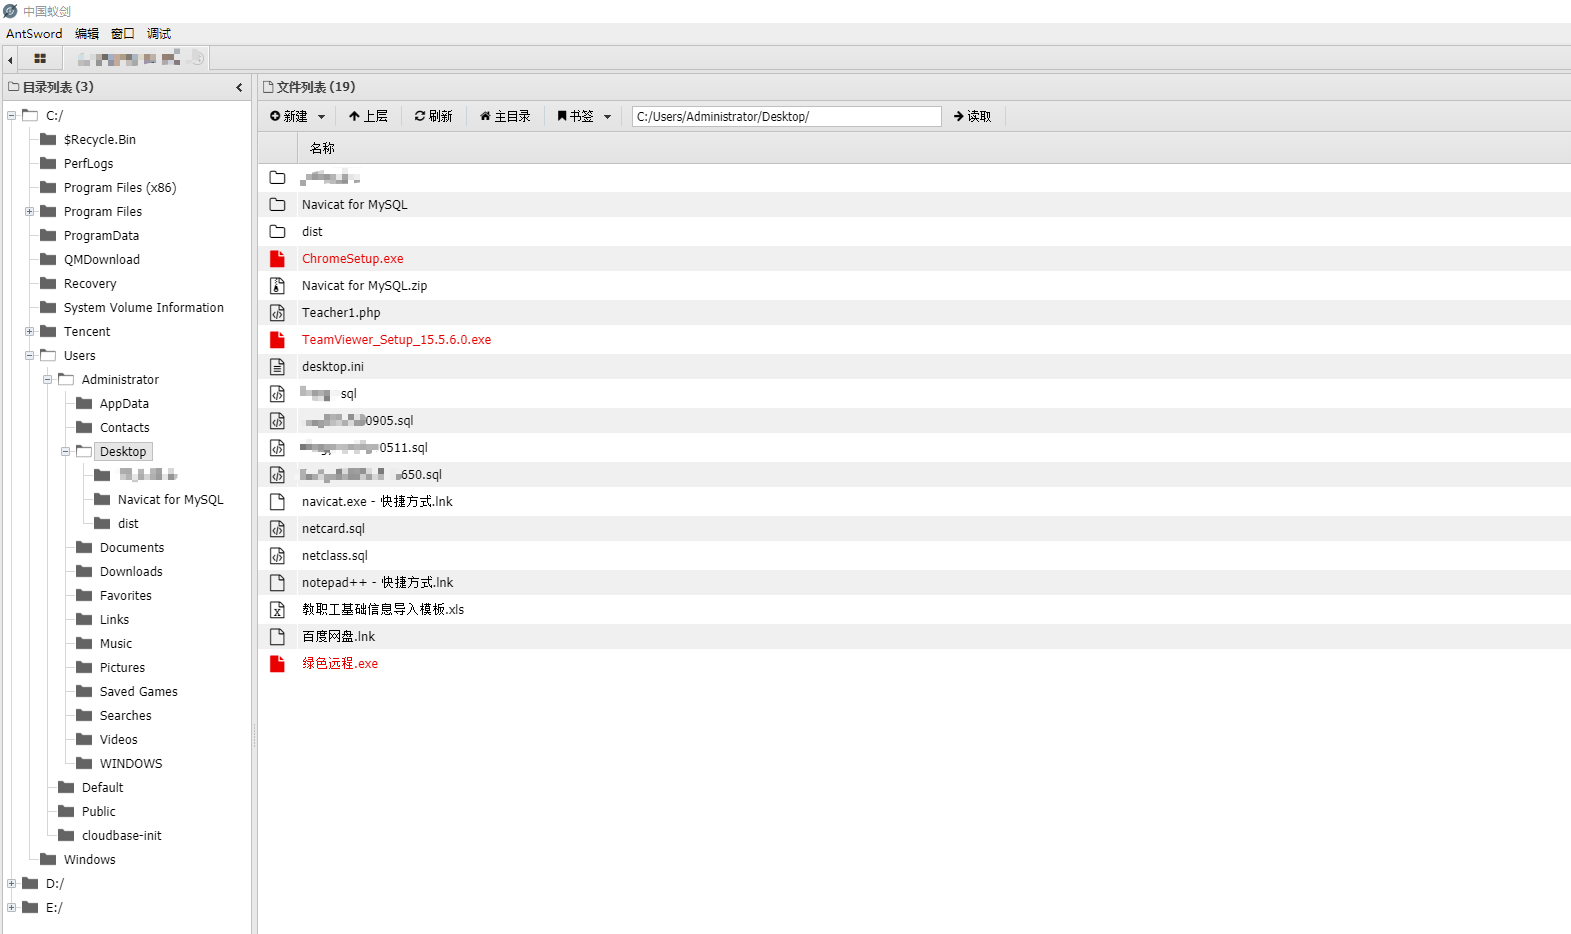 中国蚁剑
AntSword 编辑 窗口 调试
目录列表 (3)
C:/
$Recycle.Bin
PerfLogs
Program Files (x86)
Program Files
ProgramData
QMDownload
Recovery
System Volume Information
Tencent
Users
Administrator
AppData
Contacts
Desktop
Navicat for MySQL
dist
Documents
Downloads
Favorites
Links
Music
Pictures
Saved Games
Searches
Videos
WINDOWS
Default
Public
cloudbase-init
Windows
D:/
E:/
文件列表 (19)
新建 上层 刷新 主目录 书签 C:/Users/Administrator/Desktop/ 读取
名称
Navicat for MySQL
dist
ChromeSetup.exe
Navicat for MySQL.zip
Teacher1.php
TeamViewer_Setup_15.5.6.0.exe
desktop.ini
sql
0905.sql
0511.sql
650.sql
navicat.exe - 快捷方式.lnk
netcard.sql
netclass.sql
notepad++ - 快捷方式.lnk
教职工基础信息导入模板.xls
百度网盘.lnk
绿色远程.exe